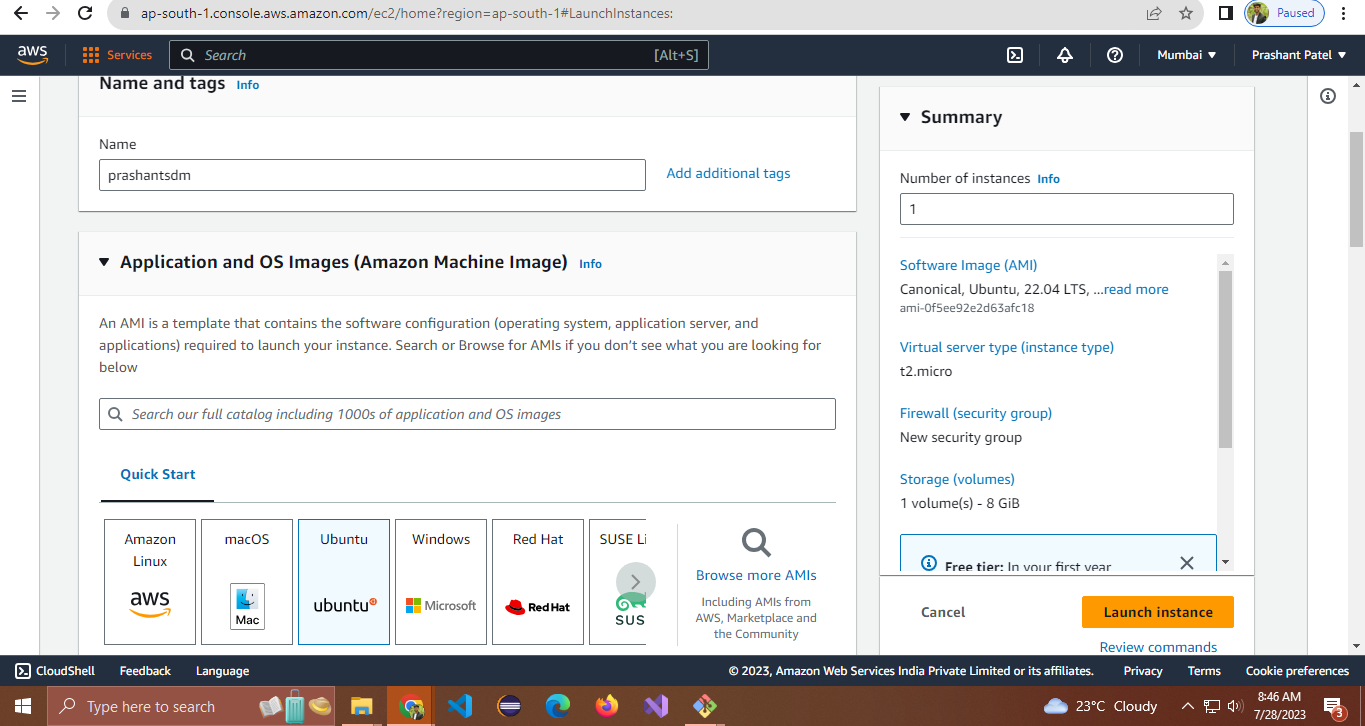 ap-south-1.console.aws.amazon.com/ec2/home?region=ap-south-1#LaunchInstances:
Paused
aws
Services
Search
[Alt+S]
Mumbai
Prashant Patel
Name and tags Info
Name
prashantsdm
Add additional tags
Application and OS Images (Amazon Machine Image) Info
An AMI is a template that contains the software configuration (operating system, application server, and
applications) required to launch your instance. Search or Browse for AMIs if you don't see what you are looking for
below
Search our full catalog including 1000s of application and OS images
Quick Start
Amazon
Linux
aws
macOS
Mac
Ubuntu
ubuntu
Windows
Microsoft
Red Hat
Red Hat
SUSE Li
SUS
Browse more AMIs
Including AMIs from
AWS, Marketplace and
the Community
Summary
Number of instances Info
1
Software Image (AMI)
Canonical, Ubuntu, 22.04 LTS, ...read more
ami-0f5ee92e2d63afc18
Virtual server type (instance type)
t2.micro
Firewall (security group)
New security group
Storage (volumes)
1 volume(s) - 8 GiB
Free tier: In your first year
Cancel
Launch instance
Review commands
CloudShell
Feedback
Language
© 2023, Amazon Web Services India Private Limited or its affiliates.
Privacy
Terms
Cookie preferences
Type here to search
23°C Cloudy
8:46 AM
7/28/2023
3